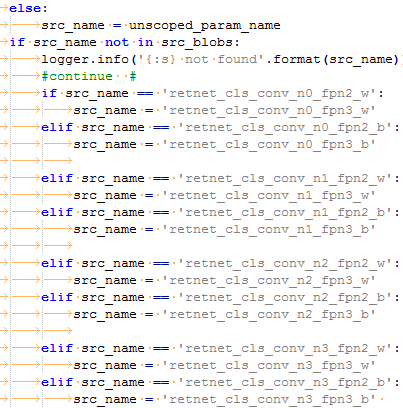 else:
src_name = unscoped_param_name
if src_name not in src_blobs:
logger.info('{:s} not found'.format(src_name))
#continue #
if src_name == 'retnet_cls_conv_n0_fpn2_w':
src_name = 'retnet_cls_conv_n0_fpn3_w'
elif src_name == 'retnet_cls_conv_n0_fpn2_b':
src_name = 'retnet_cls_conv_n0_fpn3_b'
elif src_name == 'retnet_cls_conv_n1_fpn2_w':
src_name = 'retnet_cls_conv_n1_fpn3_w'
elif src_name == 'retnet_cls_conv_n1_fpn2_b':
src_name = 'retnet_cls_conv_n1_fpn3_b'
elif src_name == 'retnet_cls_conv_n2_fpn2_w':
src_name = 'retnet_cls_conv_n2_fpn3_w'
elif src_name == 'retnet_cls_conv_n2_fpn2_b':
src_name = 'retnet_cls_conv_n2_fpn3_b'
elif src_name == 'retnet_cls_conv_n3_fpn2_w':
src_name = 'retnet_cls_conv_n3_fpn3_w'
elif src_name == 'retnet_cls_conv_n3_fpn2_b':
src_name = 'retnet_cls_conv_n3_fpn3_b'